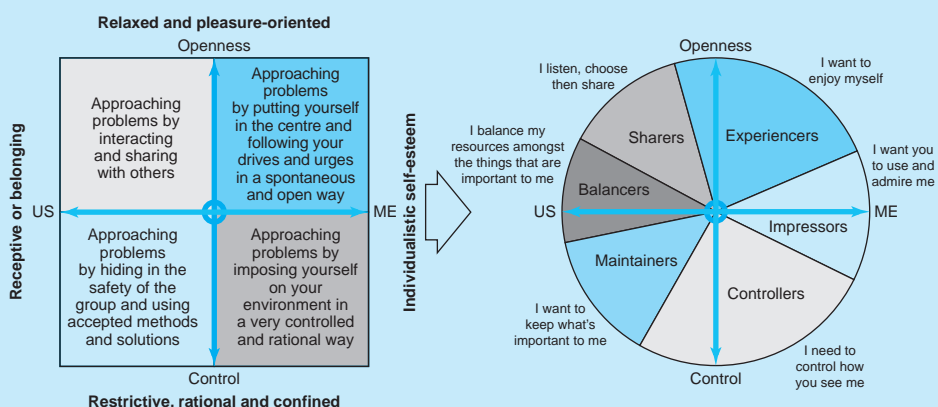 Relaxed and pleasure-oriented
Openness
Receptive or belonging
US
ME
Approaching
problems by
interacting
and sharing
with others
Approaching
problems
by putting yourself
in the centre and
following your
drives and urges
in a spontaneous
and open way
Approaching
problems
by hiding in the
safety of the
group and using
accepted methods
and solutions
Approaching
problems by
imposing yourself
on your
environment in
a very controlled
and rational way
Individualistic self-esteem
Control
Restrictive, rational and confined
Openness
I listen, choose
then share
I want to
enjoy myself
Sharers
Experiencers
I balance my
resources amongst
the things that are
important to me
I want you
to use and
admire me
Balancers
US
ME
Impressors
Maintainers
Controllers
I want to
keep what's
important to me
I need to
control how
you see me
Control